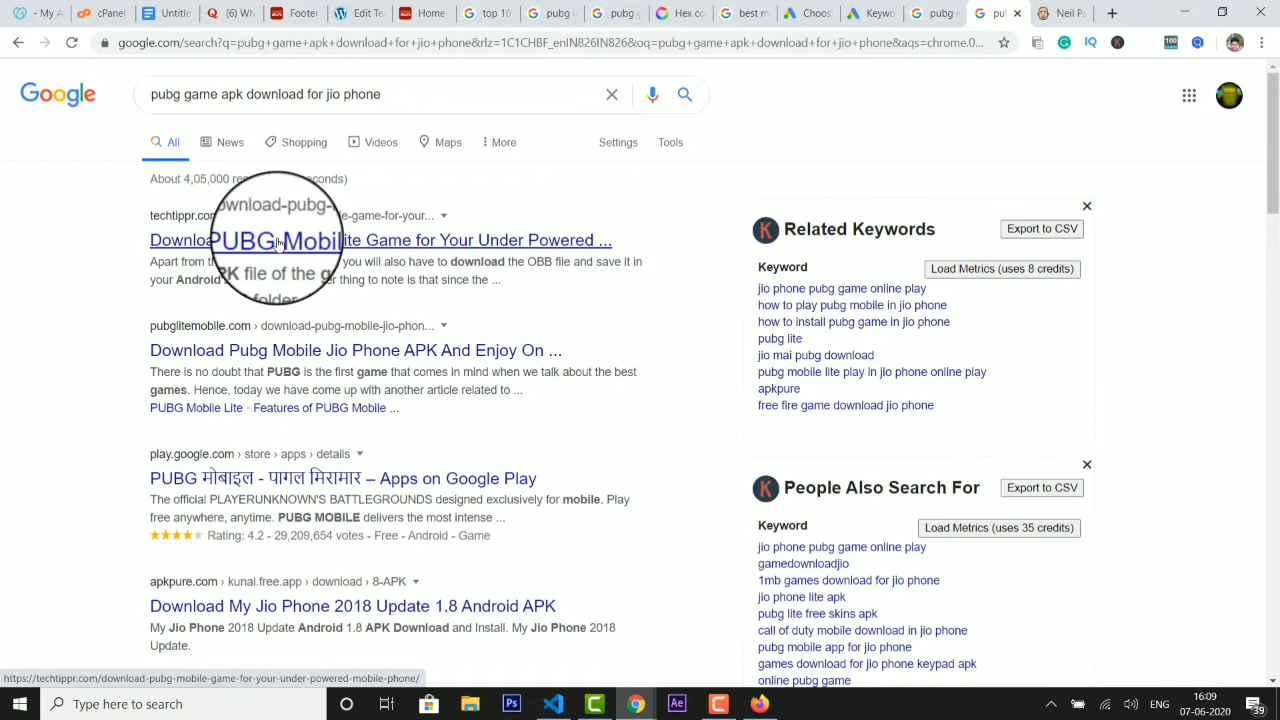 My
cPanel
Untitle
(6) Wh
Footer
Edit V
Home
top 10
pubg l
pubg g
Hex co
best m
Choos
Keywo
pubg
pu
Neil Pa
google.com/search?q=pubg+game+apk+download+for+jio+phone&rlz=1C1CHBF_enIN826IN826&oq=pubg+game+apk+download+for+jio+phone&aqs=chrome.0...
100
IQ
K
Google
pubg game apk download for jio phone
All
News
Shopping
Videos
Maps
More
Settings
Tools
About 4,05,000 re
conds)
techtippr.com
ownload-pubg-
e-game-for-your...
Downloa PUBG Mobil ite Game for Your Under Powered ...
Apart from t
you will also have to download the OBB file and save it in
your Android
PK file of the g
er thing to note is that since the ...
folder
pubglitemobile.com › download-pubg-mobile-jio-phon...
Download Pubg Mobile Jio Phone APK And Enjoy On ...
There is no doubt that PUBG is the first game that comes in mind when we talk about the best
games. Hence, today we have come up with another article related to ...
PUBG Mobile Lite · Features of PUBG Mobile ...
play.google.com › store › apps › details
PUBG मोबाइल - पागल मिरामार – Apps on Google Play
The official PLAYERUNKNOWN'S BATTLEGROUNDS designed exclusively for mobile. Play
free anywhere, anytime. PUBG MOBILE delivers the most intense ...
Rating: 4.2 - 29,209,654 votes - Free - Android - Game
apkpure.com › kunal.free.app › download › 8-APK
Download My Jio Phone 2018 Update 1.8 Android APK
My Jio Phone 2018 Update Android 1.8 APK Download and Install. My Jio Phone 2018
Update.
K Related Keywords
Export to CSV
Keyword
Load Metrics (uses 8 credits)
jio phone pubg game online play
how to play pubg mobile in jio phone
how to install pubg game in jio phone
pubg lite
jio mai pubg download
pubg mobile lite play in jio phone online play
apkpure
free fire game download jio phone
K People Also Search For
Export to CSV
Keyword
Load Metrics (uses 35 credits)
jio phone pubg game online play
gamedownloadjio
1mb games download for jio phone
jio phone lite apk
pubg lite free skins apk
call of duty mobile download in jio phone
pubg mobile app for jio phone
games download for jio phone keypad apk
online pubg game
https://techtippr.com/download-pubg-mobile-game-for-your-under-powered-mobile-phone/
Type here to search
Ps
Ae
ENG
16:09
07-06-2020
39